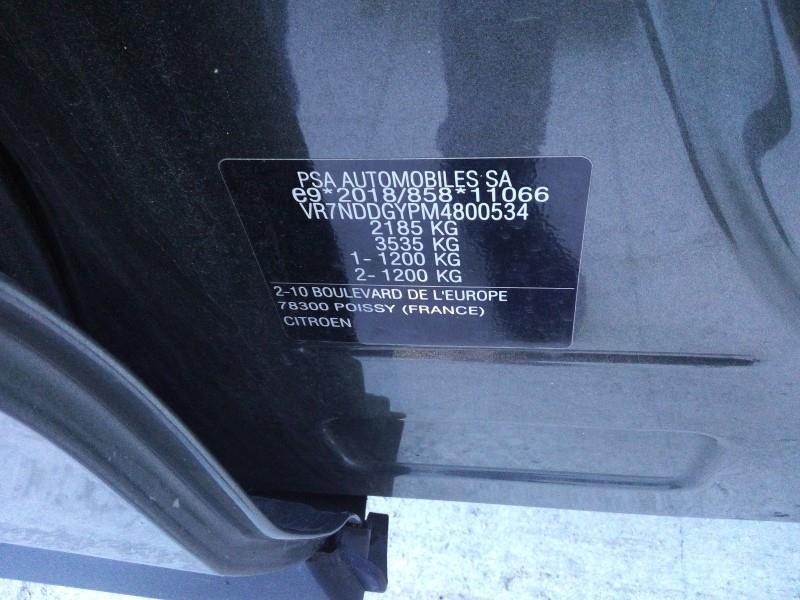 PSA AUTOMOBILES SA
e9*2018/858*11066
VR7NDDGYPM4800534
2185 KG
3535 KG
1- 1200 KG
2- 1200 KG
2-10 BOULEVARD DE L'EUROPE
78300 POISSY (FRANCE)
CITROEN